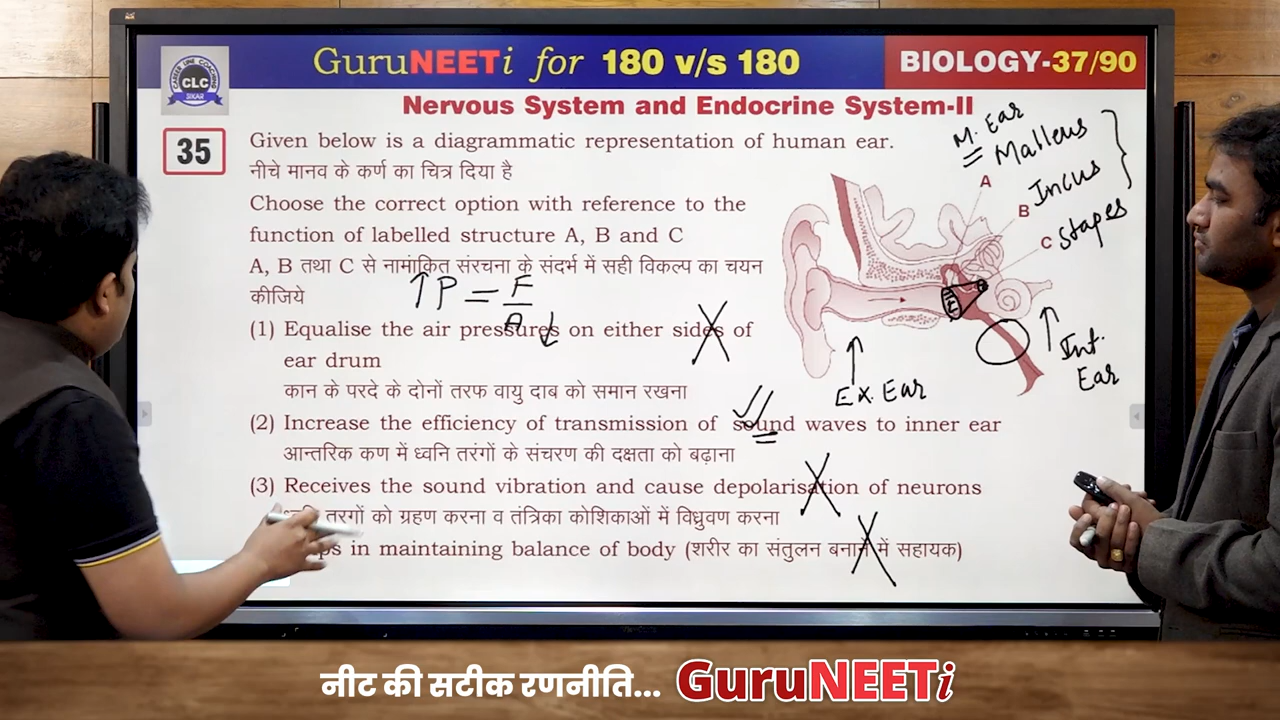 GuruNEETi for 180 v/s 180
BIOLOGY-37/90
CAREER LINE COACHING
CLC
SIKAR
Nervous System and Endocrine System-II
35
Given below is a diagrammatic representation of human ear.
नीचे मानव के कर्ण का चित्र दिया है
Choose the correct option with reference to the
function of labelled structure A, B and C
A, B तथा C से नामांकित संरचना के संदर्भ में सही विकल्प का चयन
कीजिये
↑P = F/A ↓
(1) Equalise the air pressures on either sides of
ear drum
कान के परदे के दोनों तरफ वायु दाब को समान रखना
(2) Increase the efficiency of transmission of sound waves to inner ear
आन्तरिक कण में ध्वनि तरंगों के संचरण की दक्षता को बढ़ाना
(3) Receives the sound vibration and cause depolarisation of neurons
तरगों को ग्रहण करना व तंत्रिका कोशिकाओं में विध्रुवण करना
in maintaining balance of body (शरीर का संतुलन बनाने में सहायक)
M. Ear
A Malleus
B Incus
C Stapes
Ex. Ear
Int.
Ear
नीट की सटीक रणनीति... GuruNEETi